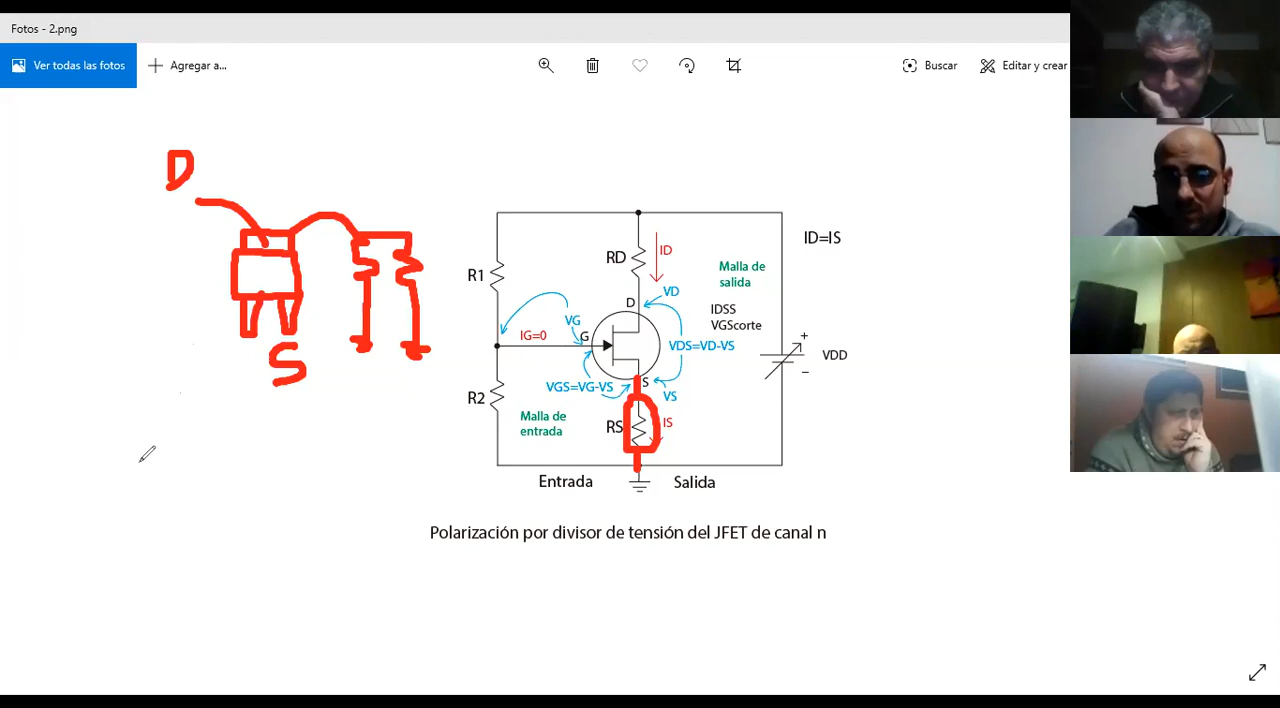 Fotos - 2.png
Ver todas las fotos
Agregar a...
Buscar
Editar y crear
D
S
R1
RD
ID
ID=IS
Malla de
salida
VD
D
IDSS
VGScorte
VG
IG=0
G
VDS=VD-VS
+
VDD
-
VGS=VG-VS
S
VS
R2
Malla de
entrada
RS
IS
Entrada
Salida
Polarización por divisor de tensión del JFET de canal n